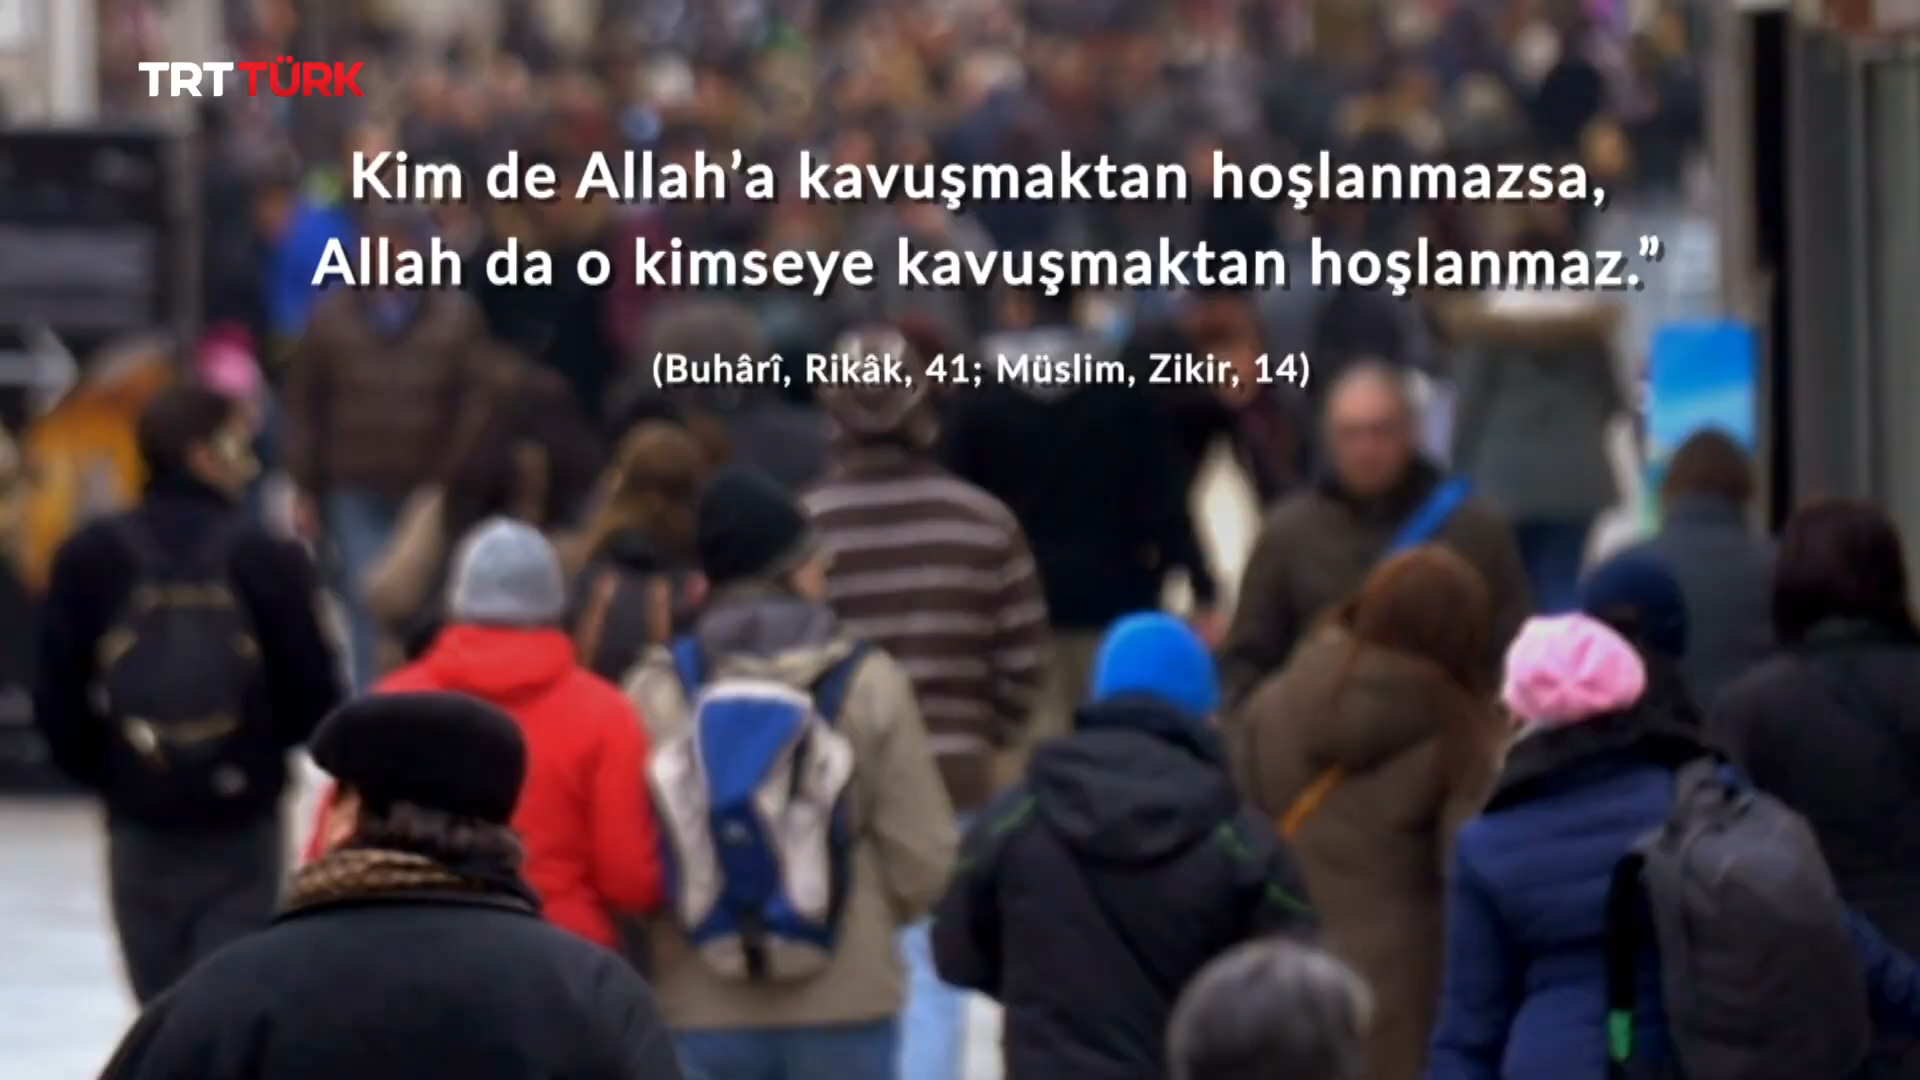 TRT TÜRK
Kim de Allah’a kavuşmaktan hoşlanmazsa,
Allah da o kimseye kavuşmaktan hoşlanmaz.”
(Buhârî, Rikâk, 41; Müslim, Zikir, 14)